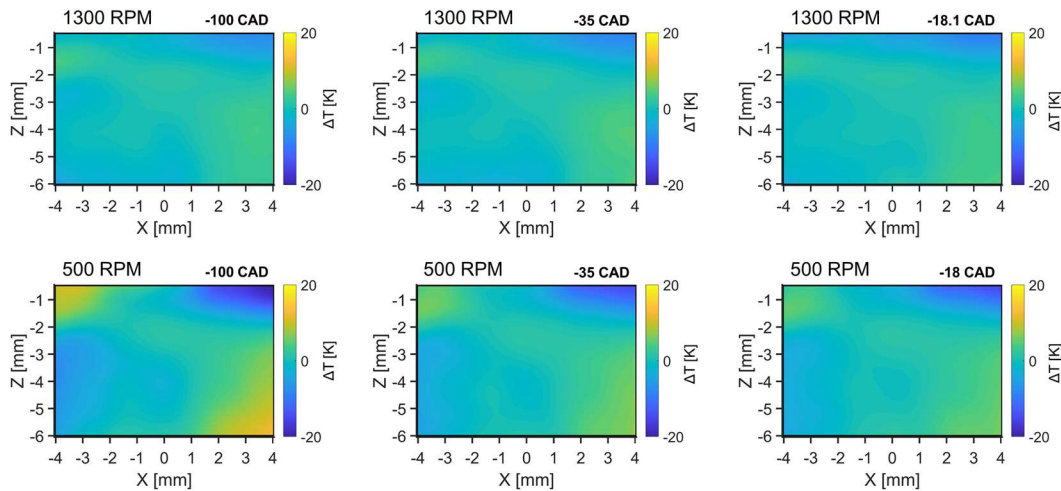 1300 RPM -100 CAD
1300 RPM -35 CAD
1300 RPM -18.1 CAD
Z [mm]
-1
-2
-3
-4
-5
-6
-4 -3 -2 -1 0 1 2 3 4
X [mm]
20
0
-20
ΔT [K]
Z [mm]
-1
-2
-3
-4
-5
-6
-4 -3 -2 -1 0 1 2 3 4
X [mm]
20
0
-20
ΔT [K]
Z [mm]
-1
-2
-3
-4
-5
-6
-4 -3 -2 -1 0 1 2 3 4
X [mm]
20
0
-20
ΔT [K]
500 RPM -100 CAD
500 RPM -35 CAD
500 RPM -18 CAD
Z [mm]
-1
-2
-3
-4
-5
-6
-4 -3 -2 -1 0 1 2 3 4
X [mm]
20
0
-20
ΔT [K]
Z [mm]
-1
-2
-3
-4
-5
-6
-4 -3 -2 -1 0 1 2 3 4
X [mm]
20
0
-20
ΔT [K]
Z [mm]
-1
-2
-3
-4
-5
-6
-4 -3 -2 -1 0 1 2 3 4
X [mm]
20
0
-20
ΔT [K]